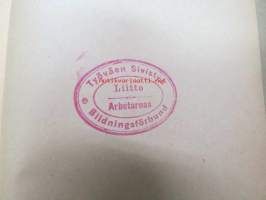 Työväen Sivistys
Liitto
Arbetarnas
Bildningsförbund